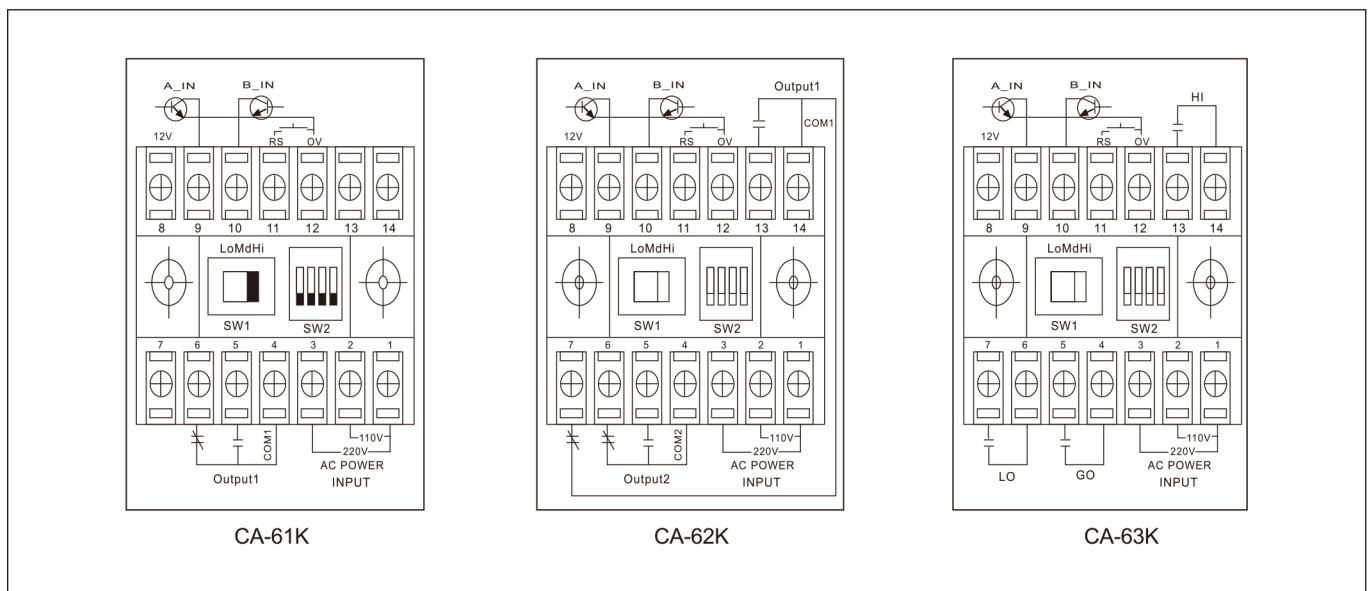 A_IN B_IN
12V RS OV
8 9 10 11 12 13 14
LoMdHi
SW1 SW2
7 6 5 4 3 2 1
COM1 110V
220V
Output1 AC POWER
INPUT
CA-61K
A_IN B_IN Output1
COM1
12V RS OV
8 9 10 11 12 13 14
LoMdHi
SW1 SW2
7 6 5 4 3 2 1
COM2 110V
220V
Output2 AC POWER
INPUT
CA-62K
A_IN B_IN HI
12V RS OV
8 9 10 11 12 13 14
LoMdHi
SW1 SW2
7 6 5 4 3 2 1
110V
220V
LO GO AC POWER
INPUT
CA-63K